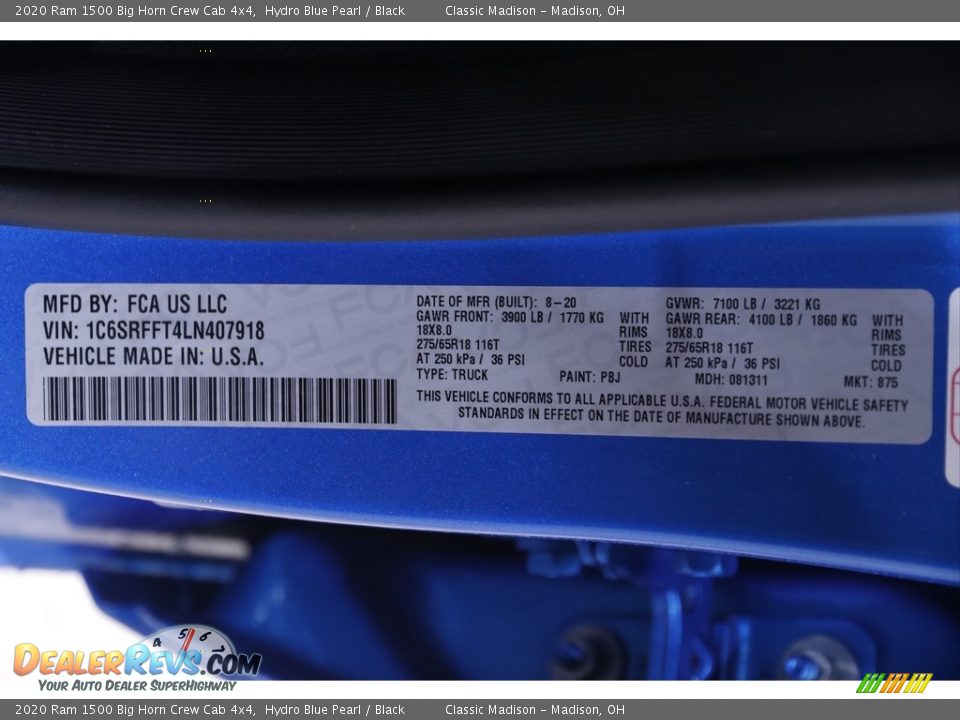 2020 Ram 1500 Big Horn Crew Cab 4x4, Hydro Blue Pearl / Black Classic Madison - Madison, OH
MFD BY: FCA US LLC
VIN: 1C6SRFFT4LN407918
VEHICLE MADE IN: U.S.A.
DATE OF MFR (BUILT): 8-20
GAWR FRONT: 3900 LB / 1770 KG WITH
18X8.0 RIMS
275/65R18 116T TIRES
AT 250 kPa / 36 PSI COLD
TYPE: TRUCK PAINT: PBJ
GVWR: 7100 LB / 3221 KG
GAWR REAR: 4100 LB / 1860 KG WITH
18X8.0 RIMS
275/65R18 116T TIRES
AT 250 kPa / 36 PSI COLD
MDH: 081311 MKT: 875
THIS VEHICLE CONFORMS TO ALL APPLICABLE U.S.A. FEDERAL MOTOR VEHICLE SAFETY
STANDARDS IN EFFECT ON THE DATE OF MANUFACTURE SHOWN ABOVE.
4 5 6
DEALERREVS.COM
YOUR AUTO DEALER SUPERHIGHWAY
2020 Ram 1500 Big Horn Crew Cab 4x4, Hydro Blue Pearl / Black Classic Madison - Madison, OH